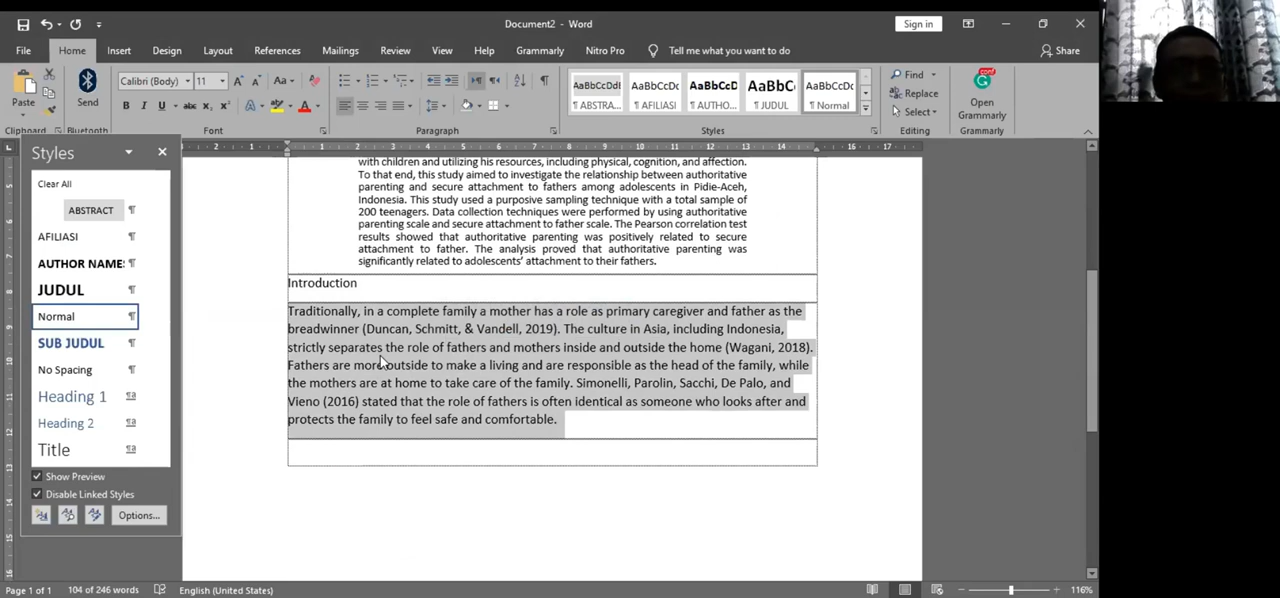 Document2 - Word
Sign in
File Home Insert Design Layout References Mailings Review View Help Grammarly Nitro Pro Tell me what you want to do Share
Calibri (Body) 11
Paste
Send
B I U abc
AaBbCcDdI AaBbCcDc AaBbCcD AaBbC AaBbCcDc
¶ ABSTRA... ¶ AFILIASI ¶ AUTHO... ¶ JUDUL ¶ Normal
Find
Replace
Select
Open
Grammarly
Clipboard Bluetooth Font Paragraph Styles Editing Grammarly
Styles
Clear All
ABSTRACT
AFILIASI
AUTHOR NAME
JUDUL
Normal
SUB JUDUL
No Spacing
Heading 1
Heading 2
Title
Show Preview
Disable Linked Styles
Options...
with children and utilizing his resources, including physical, cognition, and affection.
To that end, this study aimed to investigate the relationship between authoritative
parenting and secure attachment to fathers among adolescents in Pidie-Aceh,
Indonesia. This study used a purposive sampling technique with a total sample of
200 teenagers. Data collection techniques were performed by using authoritative
parenting scale and secure attachment to father scale. The Pearson correlation test
results showed that authoritative parenting was positively related to secure
attachment to father. The analysis proved that authoritative parenting was
significantly related to adolescents' attachment to their fathers.
Introduction
Traditionally, in a complete family a mother has a role as primary caregiver and father as the
breadwinner (Duncan, Schmitt, & Vandell, 2019). The culture in Asia, including Indonesia,
strictly separates the role of fathers and mothers inside and outside the home (Wagani, 2018).
Fathers are more outside to make a living and are responsible as the head of the family, while
the mothers are at home to take care of the family. Simonelli, Parolin, Sacchi, De Palo, and
Vieno (2016) stated that the role of fathers is often identical as someone who looks after and
protects the family to feel safe and comfortable.
Page 1 of 1 104 of 246 words English (United States) 116%